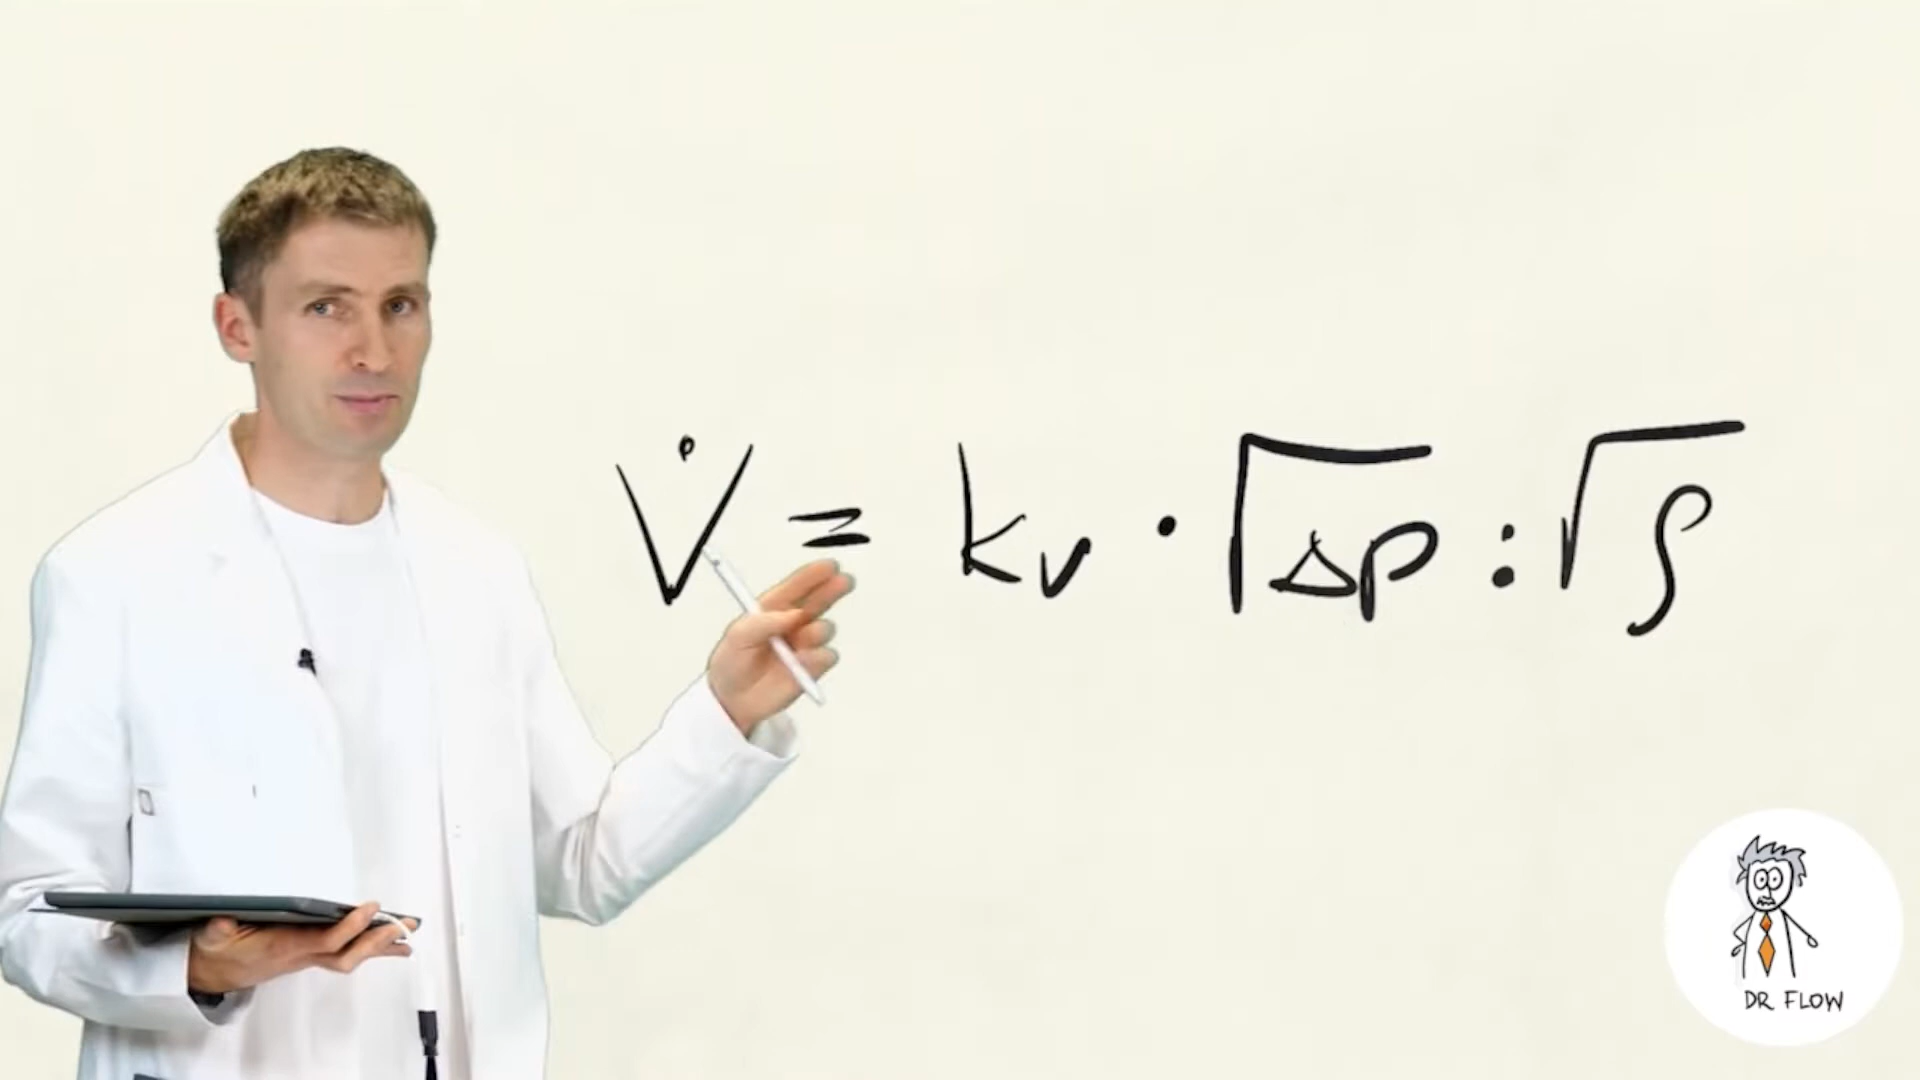 V̇ = kv · √Δp : √ρ
DR FLOW